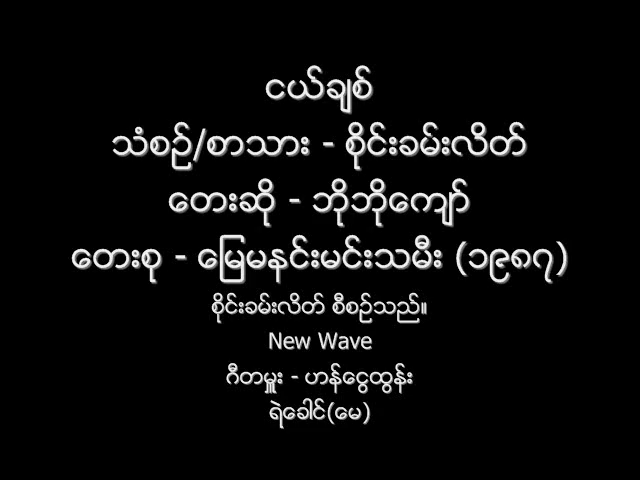 ငယ်ချစ်
သံစဉ်/စာသား - စိုင်းခမ်းလိတ်
တေးဆို - ဘိုဘိုကျော်
တေးစု - မြေမနင်းမင်းသမီး (၁၉၈၇)
စိုင်းခမ်းလိတ် စီစဉ်သည်။
New Wave
ဂီတမှူး - ဟန်ငွေထွန်း
ရဲခေါင်(မေ)